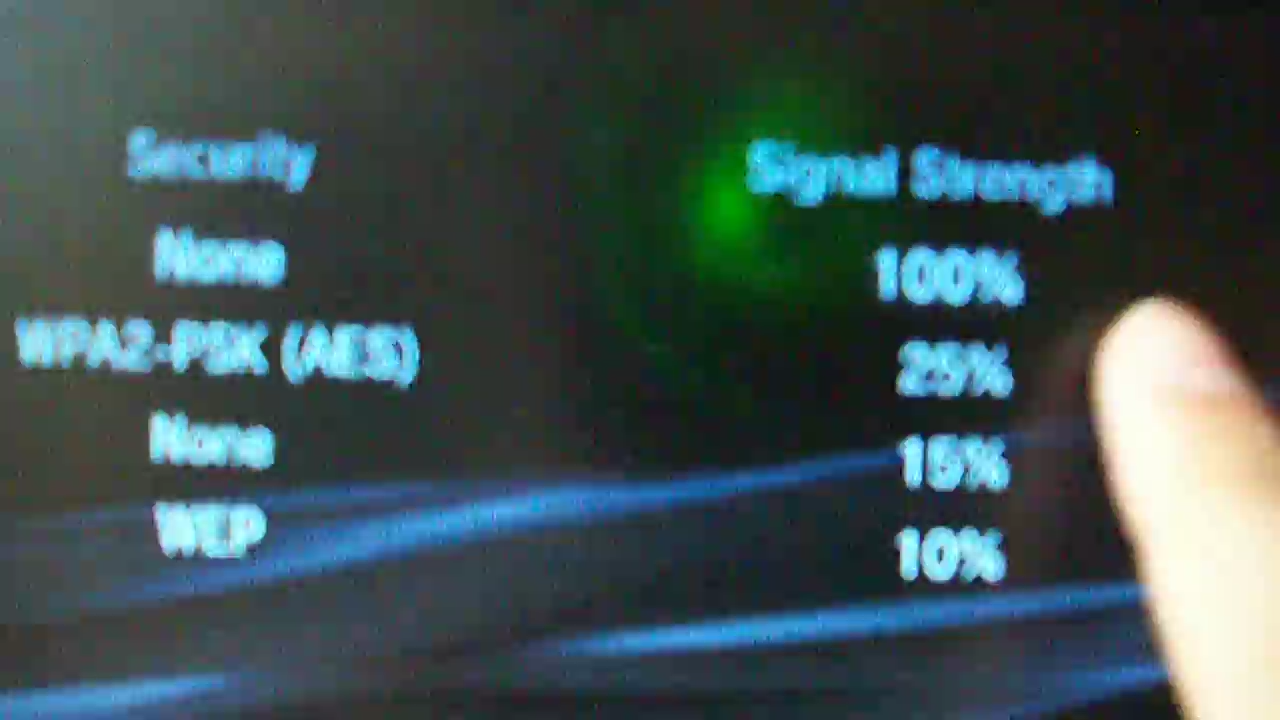 Security Signal Strength
None 100%
WPA2-PSK (AES) 25%
None 15%
WEP 10%